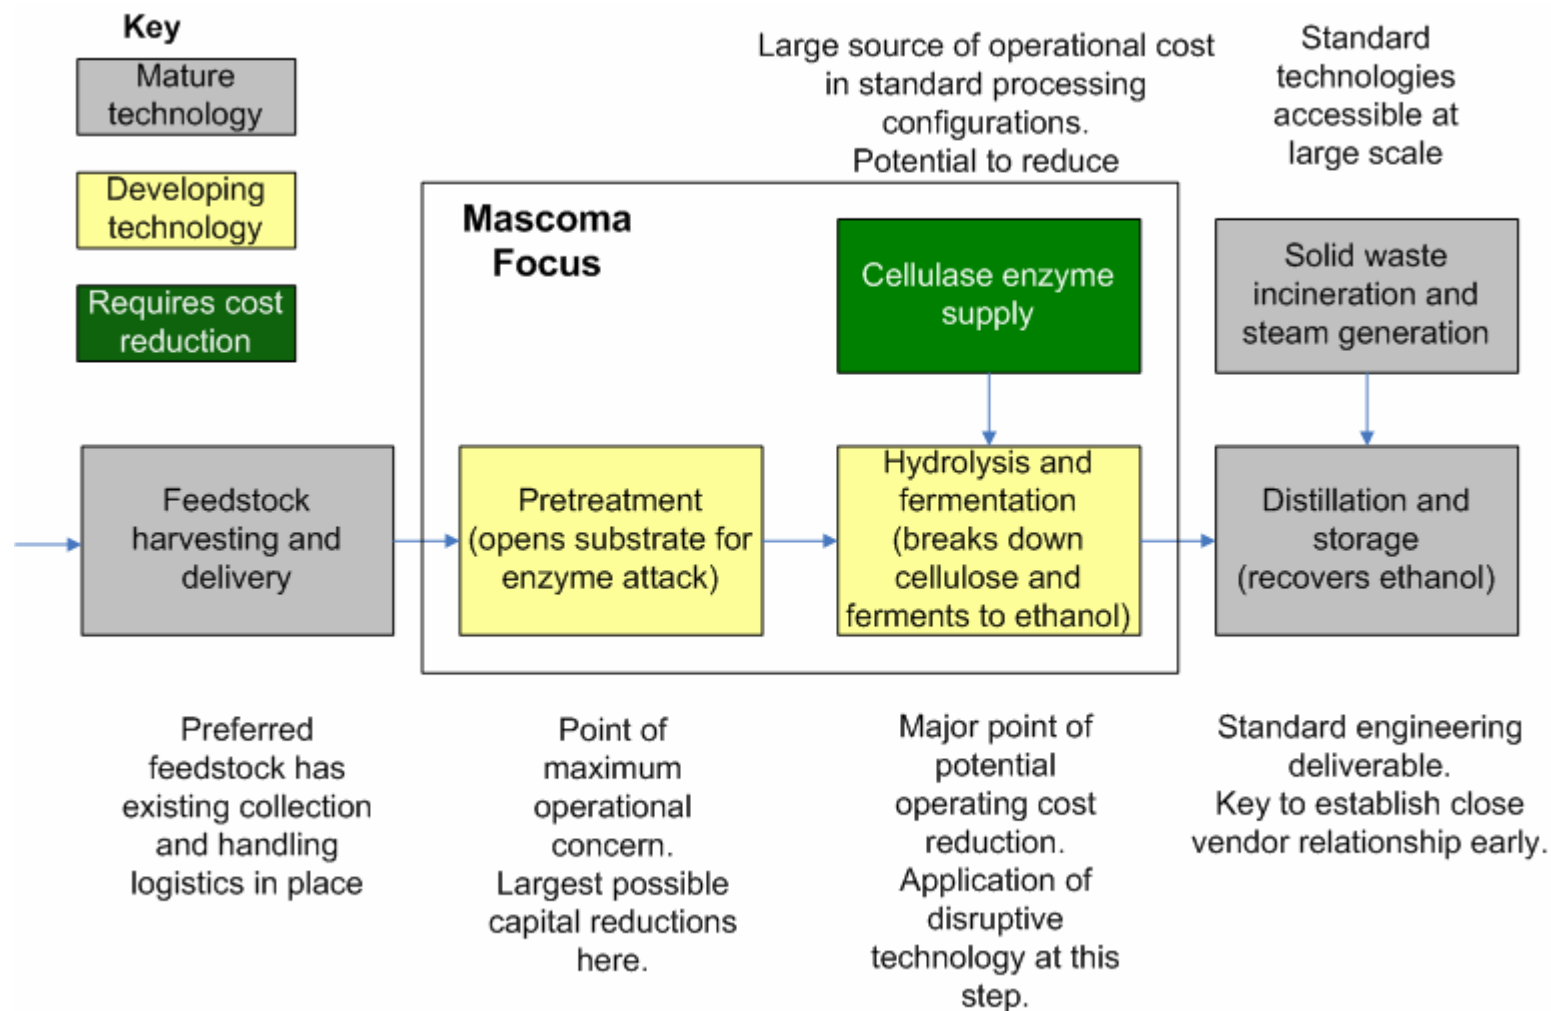 Key
Mature
technology
Developing
technology
Requires cost
reduction
Large source of operational cost
in standard processing
configurations.
Potential to reduce
Standard
technologies
accessible at
large scale
Mascoma
Focus
Cellulase enzyme
supply
Solid waste
incineration and
steam generation
Feedstock
harvesting and
delivery
Pretreatment
(opens substrate for
enzyme attack)
Hydrolysis and
fermentation
(breaks down
cellulose and
ferments to ethanol)
Distillation and
storage
(recovers ethanol)
Preferred
feedstock has
existing collection
and handling
logistics in place
Point of
maximum
operational
concern.
Largest possible
capital reductions
here.
Major point of
potential
operating cost
reduction.
Application of
disruptive
technology at this
step.
Standard engineering
deliverable.
Key to establish close
vendor relationship early.